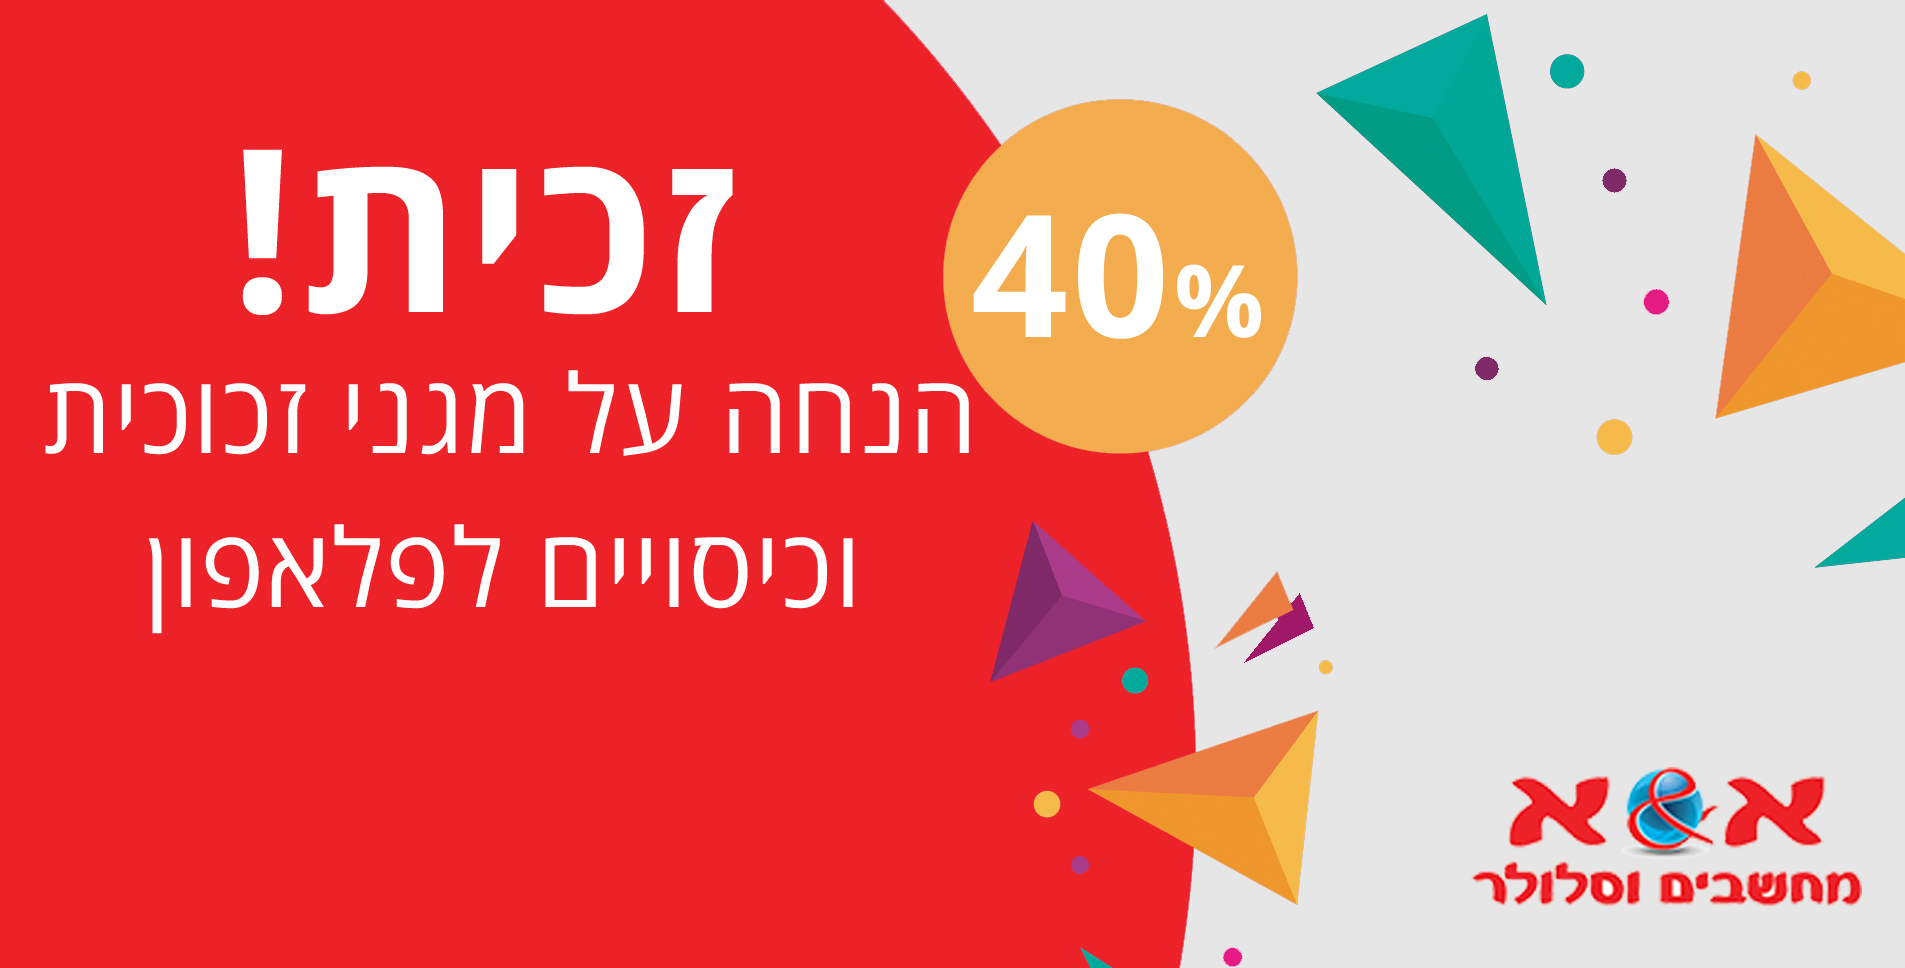 זכית!
40%
הנחה על מגני זכוכית
וכיסויים לפלאפון
א&א
מחשבים וסלולר